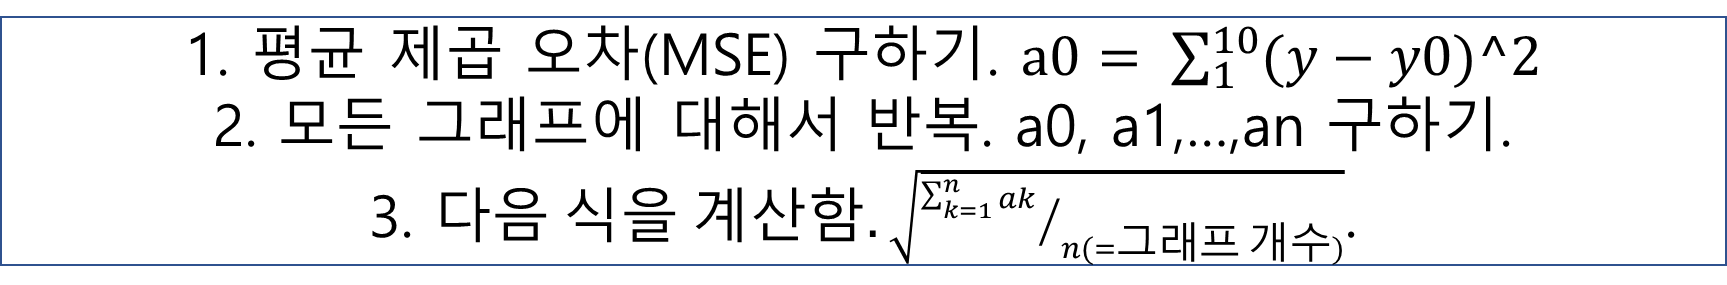 1. 평균 제곱 오차(MSE) 구하기. a0 = ∑₁¹⁰(y − y0)^2
2. 모든 그래프에 대해서 반복. a0, a1,...,an 구하기.
3. 다음 식을 계산함. √(∑ₖ₌₁ⁿ ak / n(=그래프 개수)).